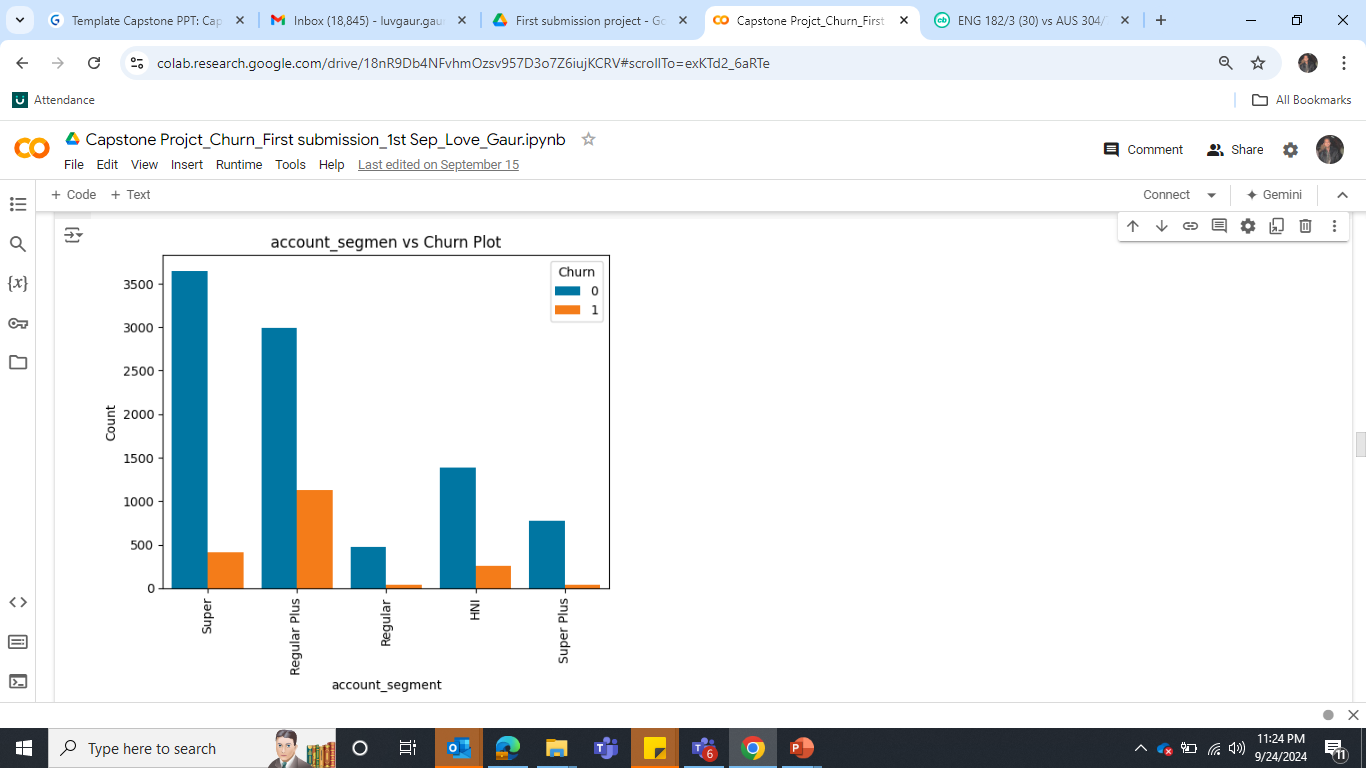 Template Capstone PPT: Cap
Inbox (18,845) - luvgaur.gau
First submission project - Go
Capstone Projct_Churn_First
ENG 182/3 (30) vs AUS 304/
colab.research.google.com/drive/18nR9Db4NFvhmOzsv957D3o7Z6iujKCRV#scrollTo=exKTd2_6aRTe
Attendance
All Bookmarks
Capstone Projct_Churn_First submission_1st Sep_Love_Gaur.ipynb
Comment
Share
File Edit View Insert Runtime Tools Help Last edited on September 15
+ Code + Text
Connect
Gemini
{x}
account_segmen vs Churn Plot
Churn
0
1
3500
3000
2500
2000
1500
1000
500
0
Count
Super
Regular Plus
Regular
HNI
Super Plus
account_segment
Type here to search
6
11:24 PM
9/24/2024
11